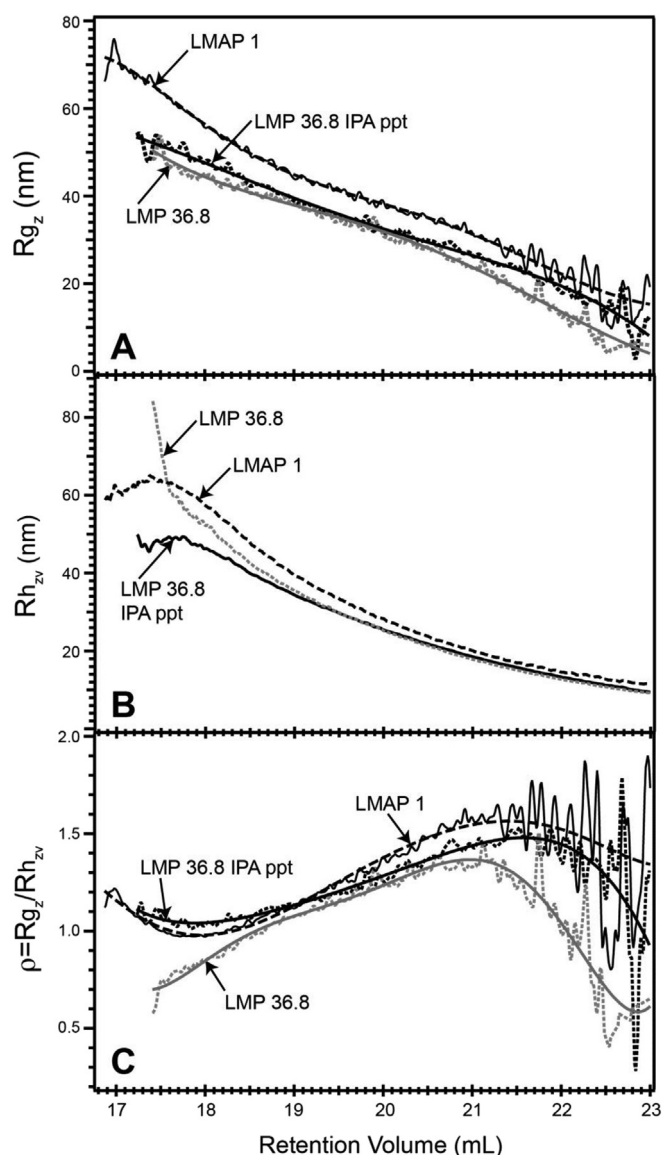 80
LMAP 1
60
LMP 36.8 IPA ppt
Rgz (nm)
40
LMP 36.8
20
A
0
80
LMP 36.8
LMAP 1
60
Rhzv (nm)
40
LMP 36.8
IPA ppt
20
B
2.0
LMAP 1
1.5
LMP 36.8 IPA ppt
ρ=Rgz/Rhzv
1.0
LMP 36.8
0.5
C
17 18 19 20 21 22 23
Retention Volume (mL)